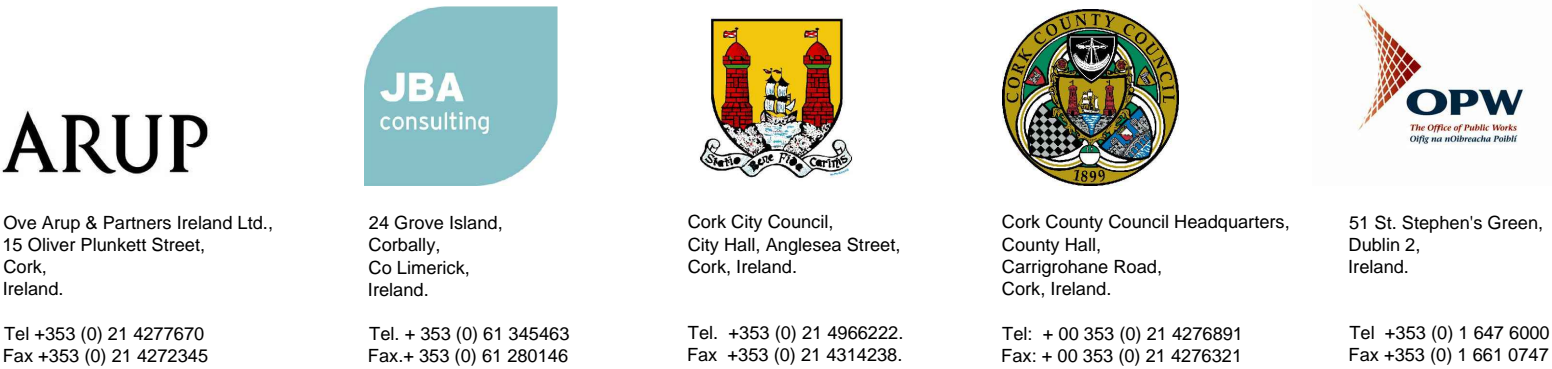 ARUP
Ove Arup & Partners Ireland Ltd.,
15 Oliver Plunkett Street,
Cork,
Ireland.
Tel +353 (0) 21 4277670
Fax +353 (0) 21 4272345
JBA
consulting
24 Grove Island,
Corbally,
Co Limerick,
Ireland.
Tel. + 353 (0) 61 345463
Fax.+ 353 (0) 61 280146
Statio Bene Fida Carinis
Cork City Council,
City Hall, Anglesea Street,
Cork, Ireland.
Tel.  +353 (0) 21 4966222.
Fax  +353 (0) 21 4314238.
CORK COUNTY COUNCIL
1899
Cork County Council Headquarters,
County Hall,
Carrigrohane Road,
Cork, Ireland.
Tel:  + 00 353 (0) 21 4276891
Fax: + 00 353 (0) 21 4276321
OPW
The Office of Public Works
Oifig na nOibreacha Poiblí
51 St. Stephen's Green,
Dublin 2,
Ireland.
Tel  +353 (0) 1 647 6000
Fax +353 (0) 1 661 0747